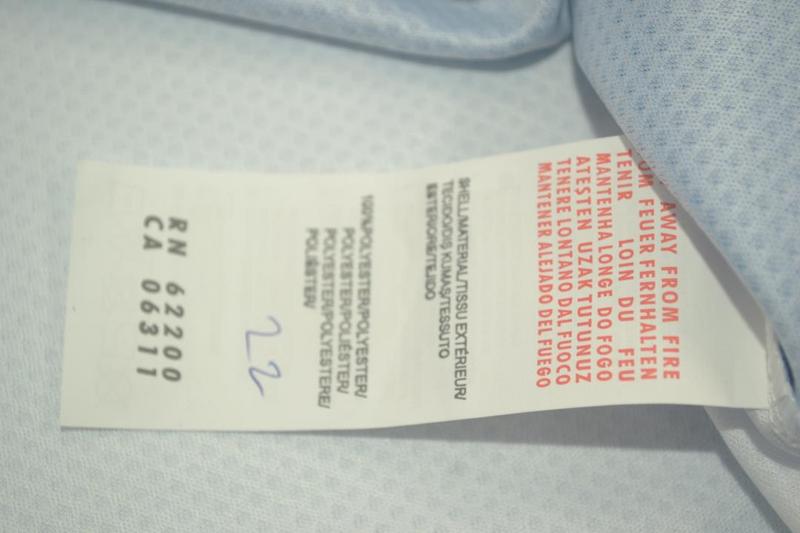 AWAY FROM FIRE
FEUER FERNHALTEN
TENIR LOIN DU FEU
MANTENHA LONGE DO FOGO
ATEŞTEN UZAK TUTUNUZ
TENERE LONTANO DAL FUOCO
MANTENER ALEJADO DEL FUEGO
SHELL/MATERIAL/TISSU EXTÉRIEUR/
TECIDO/DIŞ KUMAŞ/TESSUTO
ESTERIORE/TEJIDO
100%POLYESTER/POLYESTER/
POLYESTER/POLIÉSTER/
POLYESTER/POLYESTERE/
POLIÉSTER/
22
RN 62200
CA 06311